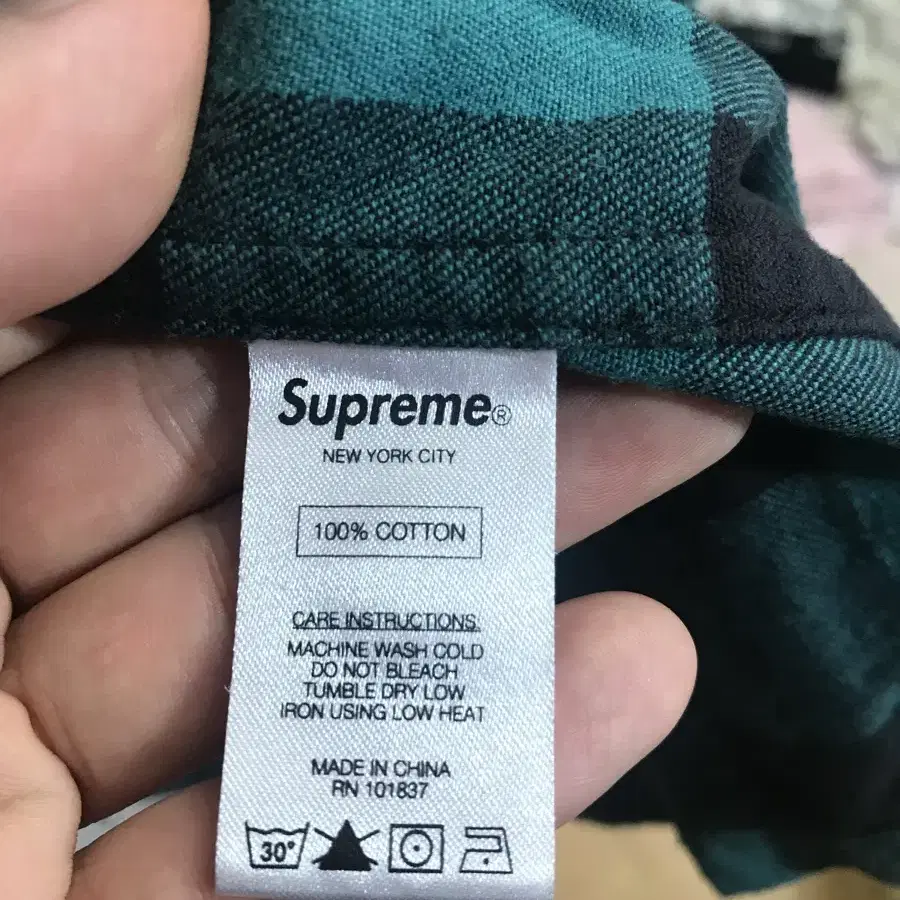 Supreme®
NEW YORK CITY
100% COTTON
CARE INSTRUCTIONS
MACHINE WASH COLD
DO NOT BLEACH
TUMBLE DRY LOW
IRON USING LOW HEAT
MADE IN CHINA
RN 101837
30°